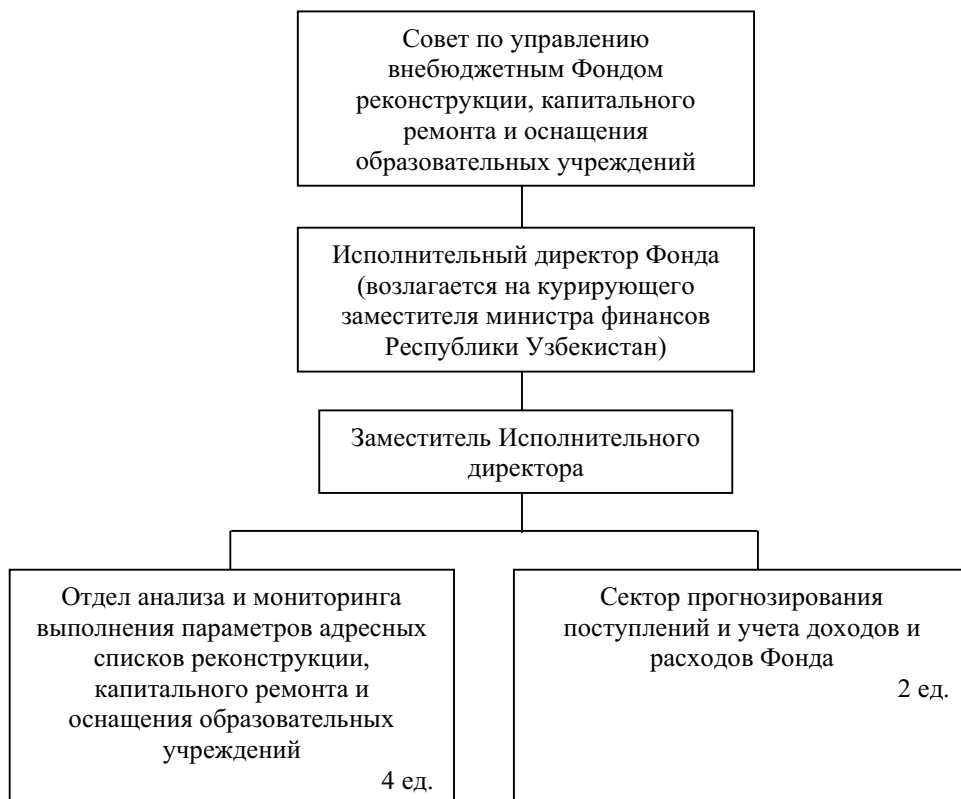 Совет по управлению
внебюджетным Фондом
реконструкции, капитального
ремонта и оснащения
образовательных учреждений
Исполнительный директор Фонда
(возлагается на курирующего
заместителя министра финансов
Республики Узбекистан)
Заместитель Исполнительного
директора
Отдел анализа и мониторинга
выполнения параметров адресных
списков реконструкции,
капитального ремонта и
оснащения образовательных
учреждений
4 ед.
Сектор прогнозирования
поступлений и учета доходов и
расходов Фонда
2 ед.